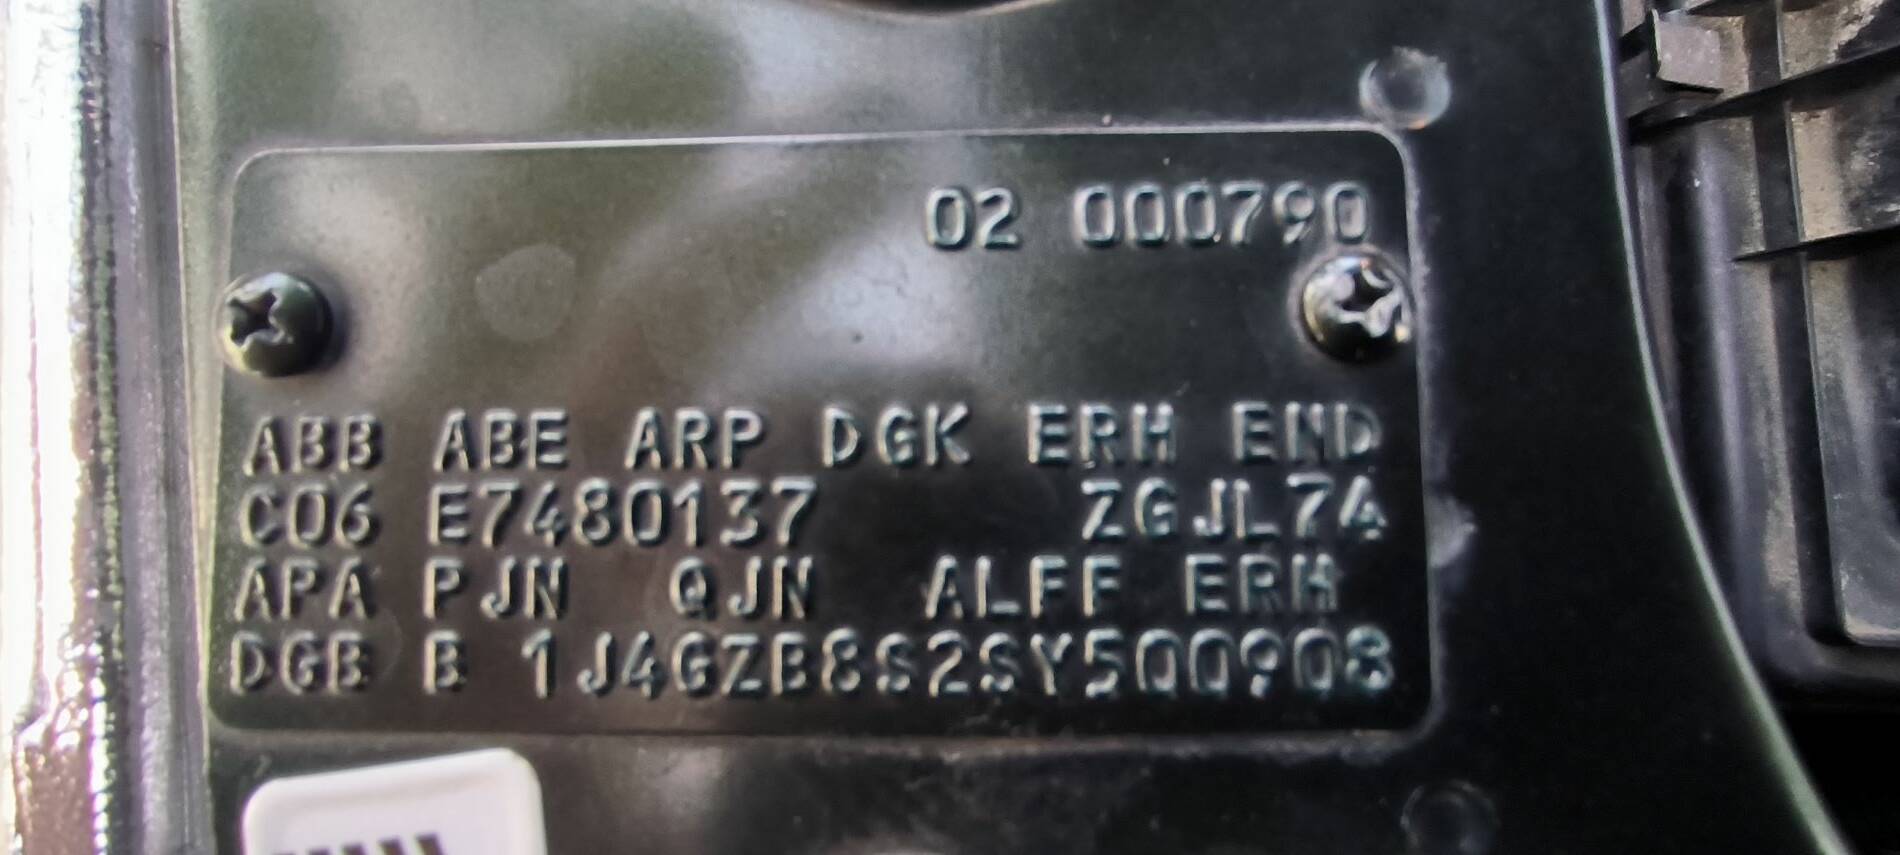 02 000790
ABB ABE ARP DGK ERH END
C06 E7480137 ZGJL74
APA PJN QJN ALFF ERH
DGB B 1J4GZB8S2SY500908